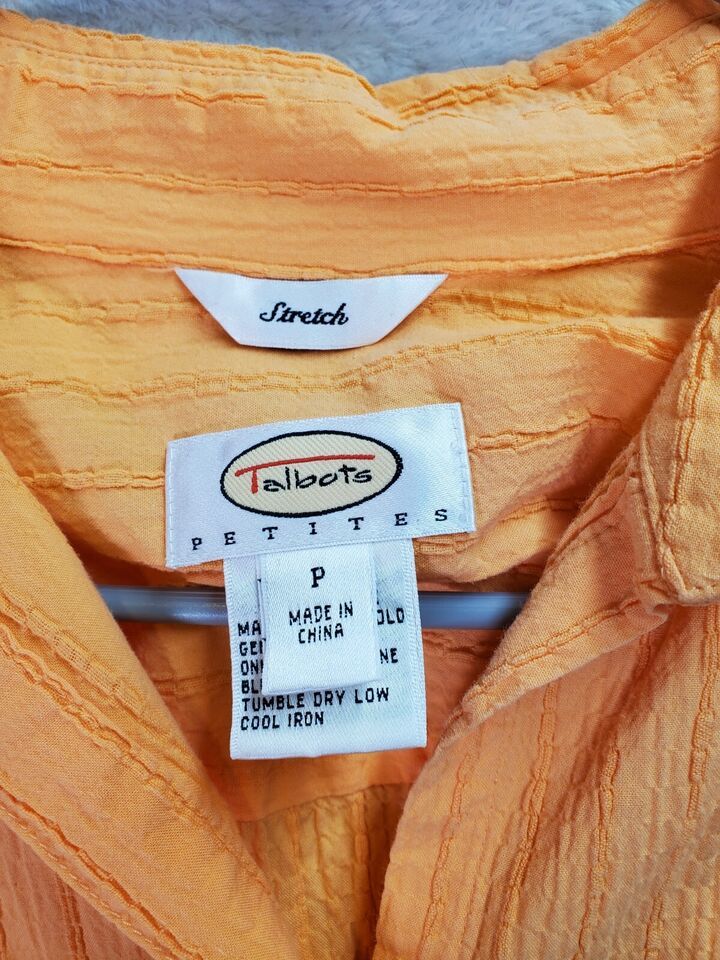 Stretch
Talbots
PETITES
P
MADE IN
CHINA
TUMBLE DRY LOW
COOL IRON